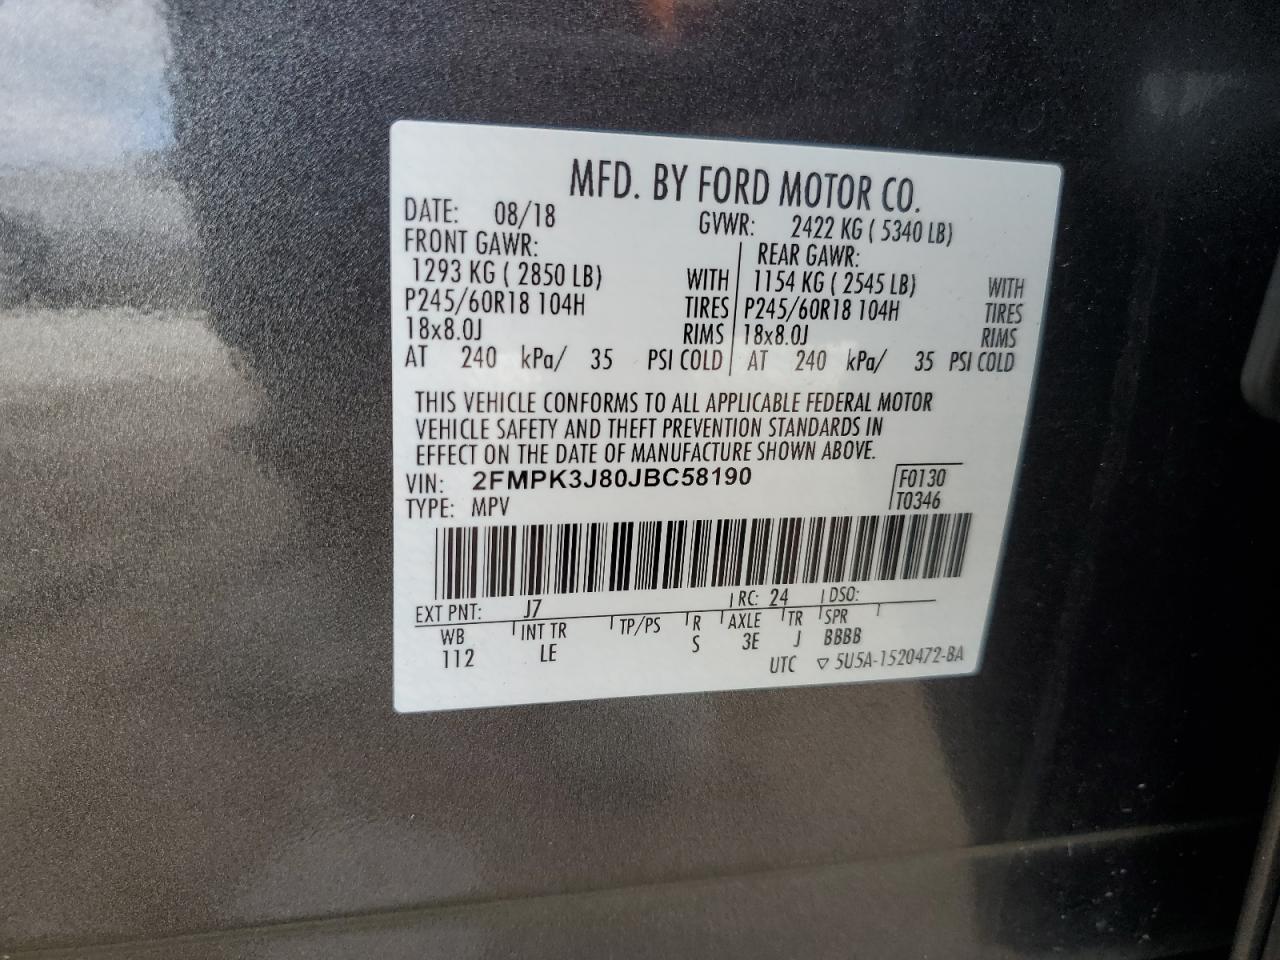 MFD. BY FORD MOTOR CO.
DATE: 08/18 GVWR: 2422 KG ( 5340 LB)
FRONT GAWR: REAR GAWR:
1293 KG ( 2850 LB) WITH 1154 KG ( 2545 LB) WITH
P245/60R18 104H TIRES P245/60R18 104H TIRES
18x8.0J RIMS 18x8.0J RIMS
AT 240 kPa/ 35 PSI COLD AT 240 kPa/ 35 PSI COLD
THIS VEHICLE CONFORMS TO ALL APPLICABLE FEDERAL MOTOR
VEHICLE SAFETY AND THEFT PREVENTION STANDARDS IN
EFFECT ON THE DATE OF MANUFACTURE SHOWN ABOVE.
VIN: 2FMPK3J80JBC58190 F0130
TYPE: MPV T0346
EXT PNT: J7 RC: 24 DSO:
WB INT TR TP/PS R AXLE TR SPR
112 LE S 3E J BBBB
UTC ▽ 5U5A-1520472-BA